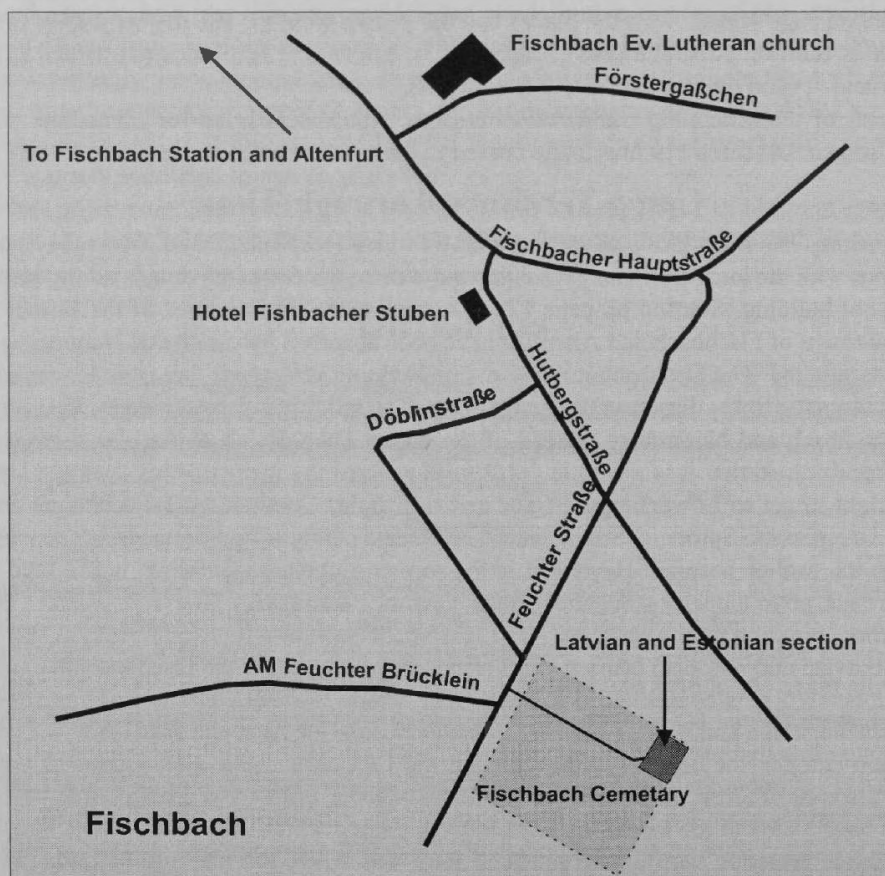 Fischbach Ev. Lutheran church
Förstergaßchen
To Fischbach Station and Altenfurt
Fischbacher Hauptstraße
Hotel Fishbacher Stuben
Hutbergstraße
Döblinstraße
Feuchter Straße
Latvian and Estonian section
AM Feuchter Brücklein
Fischbach Cemetary
Fischbach